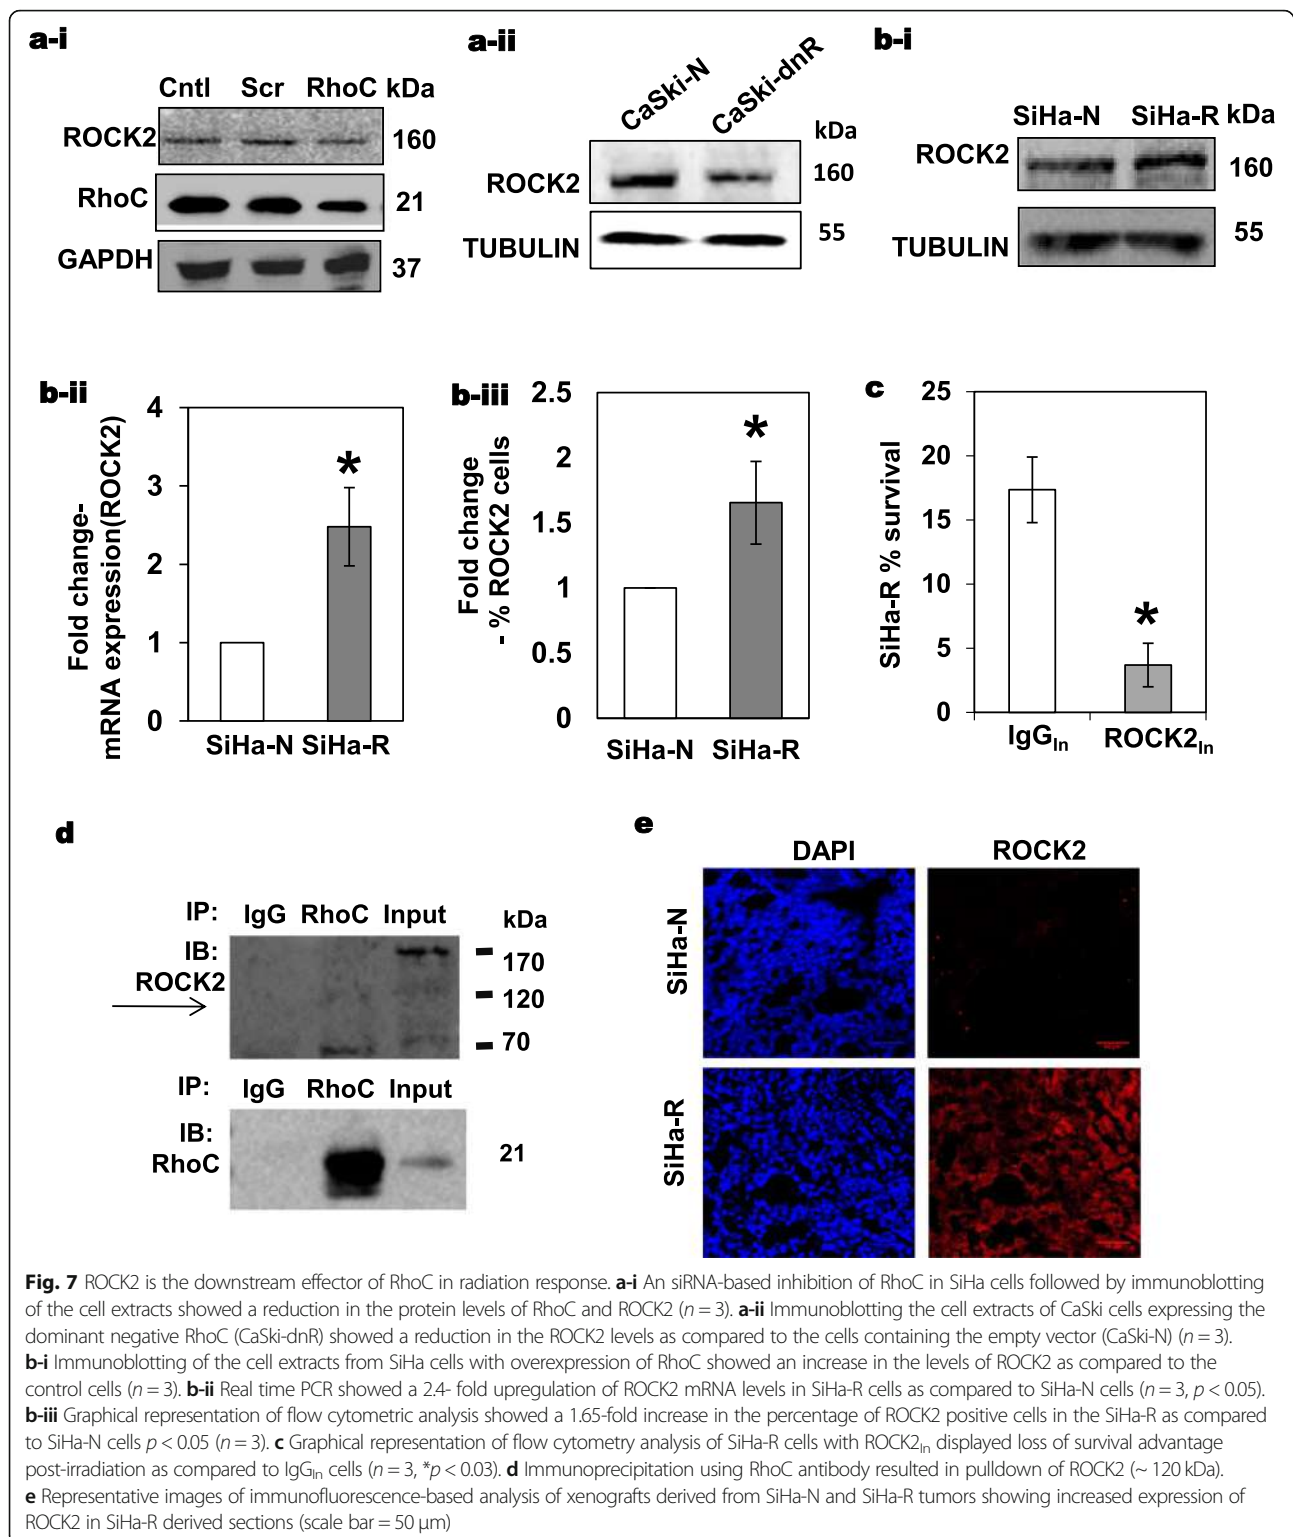 a-i
Cntl Scr RhoC kDa
ROCK2 160
RhoC 21
GAPDH 37
a-ii
CaSki-N CaSki-dnR
kDa
ROCK2 160
TUBULIN 55
b-i
SiHa-N SiHa-R kDa
ROCK2 160
TUBULIN 55
b-ii
Fold change-
mRNA expression(ROCK2)
4
3
2
1
0
*
SiHa-N SiHa-R
b-iii
Fold change
- % ROCK2 cells
2.5
2
1.5
1
0.5
0
*
SiHa-N SiHa-R
c
SiHa-R % survival
25
20
15
10
5
0
*
IgGIn ROCK2In
d
IP: IgG RhoC Input kDa
IB:
ROCK2
170
120
70
IP: IgG RhoC Input
IB:
RhoC
21
e
DAPI ROCK2
SiHa-N
SiHa-R
Fig. 7 ROCK2 is the downstream effector of RhoC in radiation response. a-i An siRNA-based inhibition of RhoC in SiHa cells followed by immunoblotting
of the cell extracts showed a reduction in the protein levels of RhoC and ROCK2 (n = 3). a-ii Immunoblotting the cell extracts of CaSki cells expressing the
dominant negative RhoC (CaSki-dnR) showed a reduction in the ROCK2 levels as compared to the cells containing the empty vector (CaSki-N) (n = 3).
b-i Immunoblotting of the cell extracts from SiHa cells with overexpression of RhoC showed an increase in the levels of ROCK2 as compared to the
control cells (n = 3). b-ii Real time PCR showed a 2.4- fold upregulation of ROCK2 mRNA levels in SiHa-R cells as compared to SiHa-N cells (n = 3, p < 0.05).
b-iii Graphical representation of flow cytometric analysis showed a 1.65-fold increase in the percentage of ROCK2 positive cells in the SiHa-R as compared
to SiHa-N cells p < 0.05 (n = 3). c Graphical representation of flow cytometry analysis of SiHa-R cells with ROCK2In displayed loss of survival advantage
post-irradiation as compared to IgGIn cells (n = 3, *p < 0.03). d Immunoprecipitation using RhoC antibody resulted in pulldown of ROCK2 (~ 120 kDa).
e Representative images of immunofluorescence-based analysis of xenografts derived from SiHa-N and SiHa-R tumors showing increased expression of
ROCK2 in SiHa-R derived sections (scale bar = 50 μm)